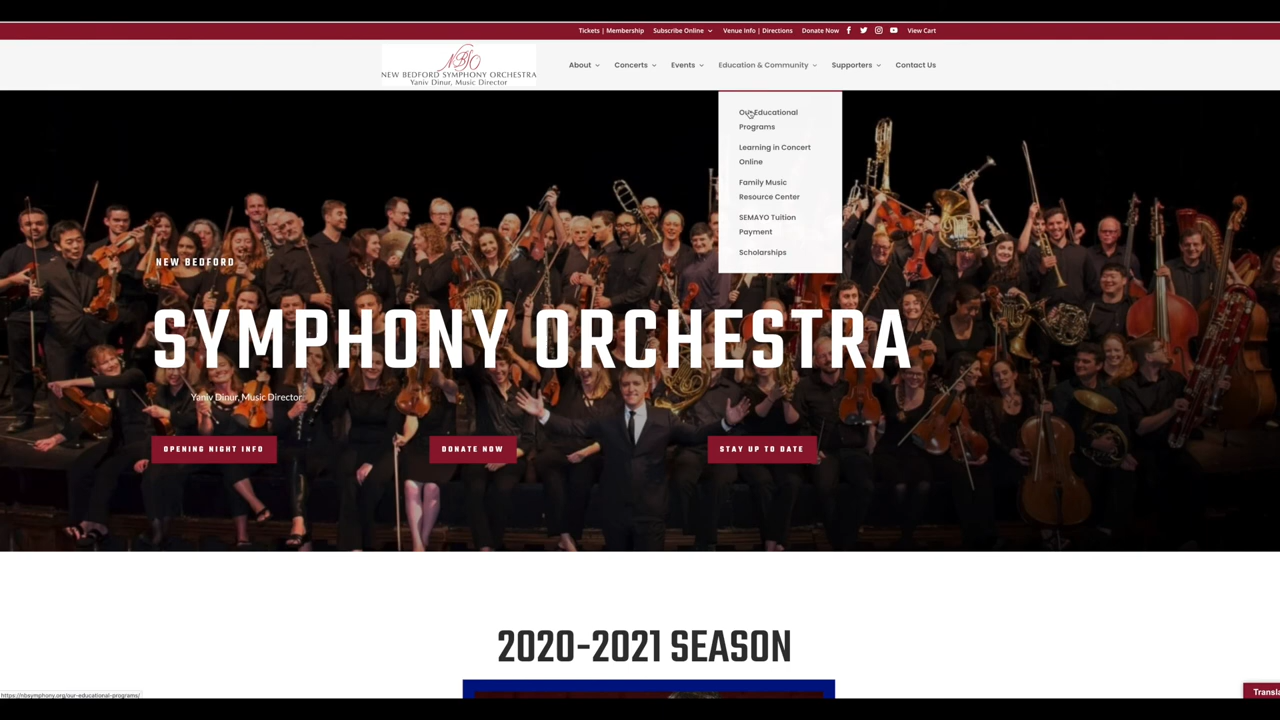 Tickets | Membership Subscribe Online Venue Info | Directions Donate Now View Cart
NBSO
NEW BEDFORD SYMPHONY ORCHESTRA
Yaniv Dinur, Music Director
About Concerts Events Education & Community Supporters Contact Us
Our Educational
Programs
Learning in Concert
Online
Family Music
Resource Center
SEMAYO Tuition
Payment
Scholarships
NEW BEDFORD
SYMPHONY ORCHESTRA
Yaniv Dinur, Music Director
OPENING NIGHT INFO DONATE NOW STAY UP TO DATE
2020-2021 SEASON
https://nbsymphony.org/our-educational-programs/